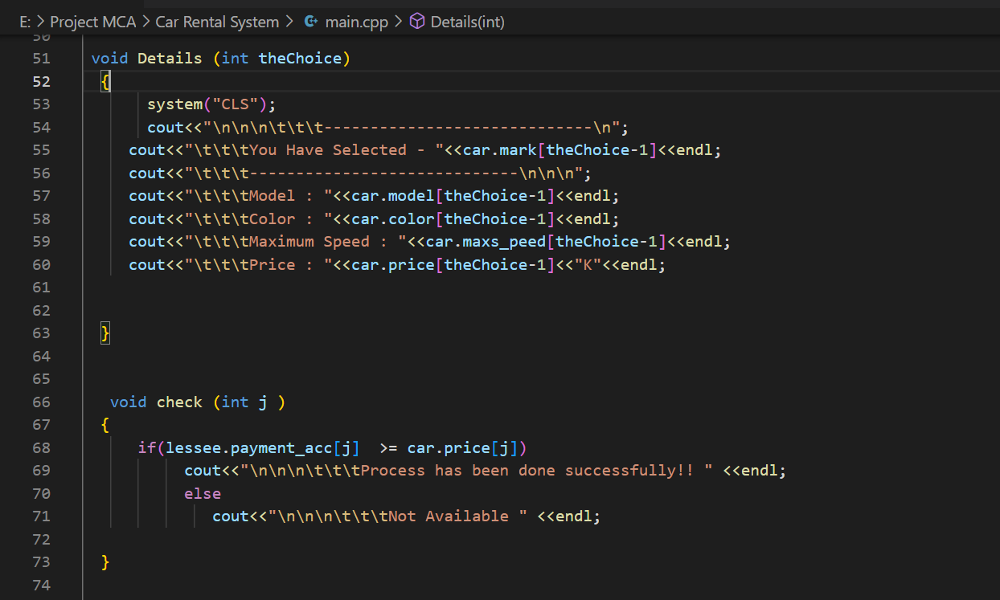 E: > Project MCA > Car Rental System > main.cpp > Details(int)
50
51 void Details (int theChoice)
52 {
53 system("CLS");
54 cout<<"\n\n\n\t\t\t-----------------------------\n";
55 cout<<"\t\t\tYou Have Selected - "<<car.mark[theChoice-1]<<endl;
56 cout<<"\t\t\t-----------------------------\n\n\n";
57 cout<<"\t\t\tModel : "<<car.model[theChoice-1]<<endl;
58 cout<<"\t\t\tColor : "<<car.color[theChoice-1]<<endl;
59 cout<<"\t\t\tMaximum Speed : "<<car.maxs_peed[theChoice-1]<<endl;
60 cout<<"\t\t\tPrice : "<<car.price[theChoice-1]<<"K"<<endl;
61
62
63 }
64
65
66 void check (int j )
67 {
68 if(lessee.payment_acc[j]  >= car.price[j])
69 cout<<"\n\n\n\t\t\tProcess has been done successfully!! " <<endl;
70 else
71 cout<<"\n\n\n\t\t\tNot Available " <<endl;
72
73 }
74